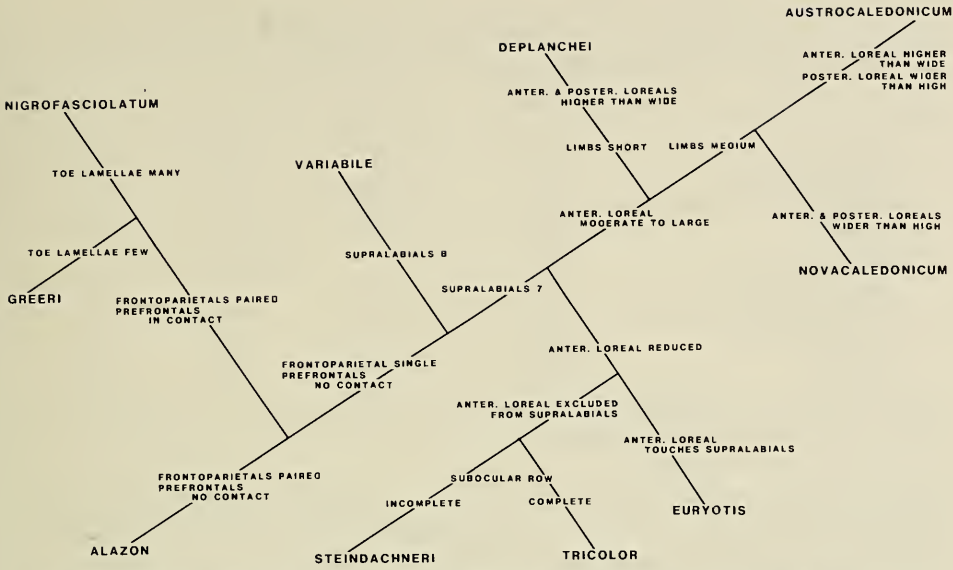 AUSTROCALEDONICUM
ANTER. LOREAL HIGHER
THAN WIDE
POSTER. LOREAL WIDER
THAN HIGH
DEPLANCHEI
ANTER. & POSTER. LOREALS
HIGHER THAN WIDE
NIGROFASCIOLATUM
LIMBS SHORT
LIMBS MEDIUM
VARIABILE
TOE LAMELLAE MANY
ANTER. LOREAL
MODERATE TO LARGE
ANTER. & POSTER. LOREALS
WIDER THAN HIGH
TOE LAMELLAE FEW
SUPRALABIALS 8
NOVACALEDONICUM
GREERI
SUPRALABIALS 7
FRONTOPARIETALS PAIRED
PREFRONTALS
IN CONTACT
ANTER. LOREAL REDUCED
FRONTOPARIETAL SINGLE
PREFRONTALS
NO CONTACT
ANTER. LOREAL EXCLUDED
FROM SUPRALABIALS
ANTER. LOREAL
TOUCHES SUPRALABIALS
FRONTOPARIETALS PAIRED
PREFRONTALS
NO CONTACT
SUBOCULAR ROW
INCOMPLETE
COMPLETE
EURYOTIS
ALAZON
STEINDACHNERI
TRICOLOR